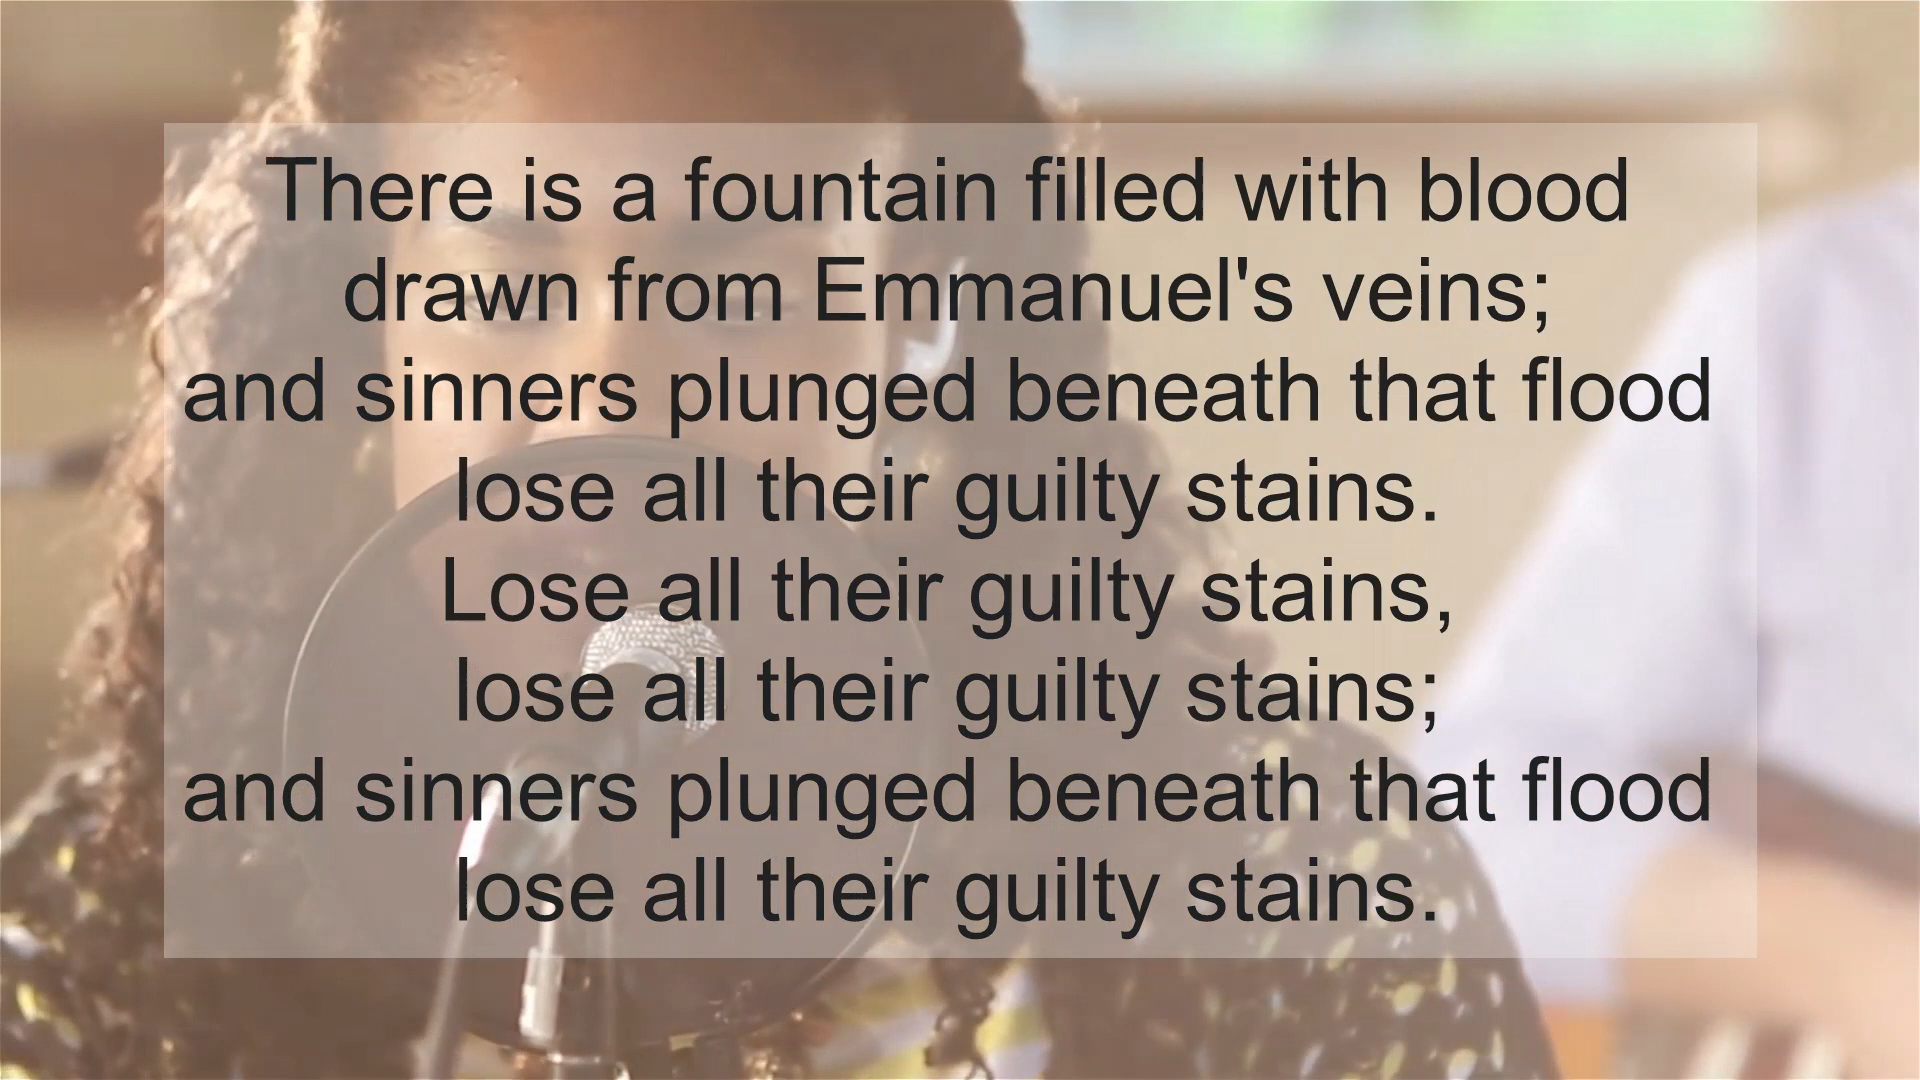 There is a fountain filled with blood
drawn from Emmanuel's veins;
and sinners plunged beneath that flood
lose all their guilty stains.
Lose all their guilty stains,
lose all their guilty stains;
and sinners plunged beneath that flood
lose all their guilty stains.